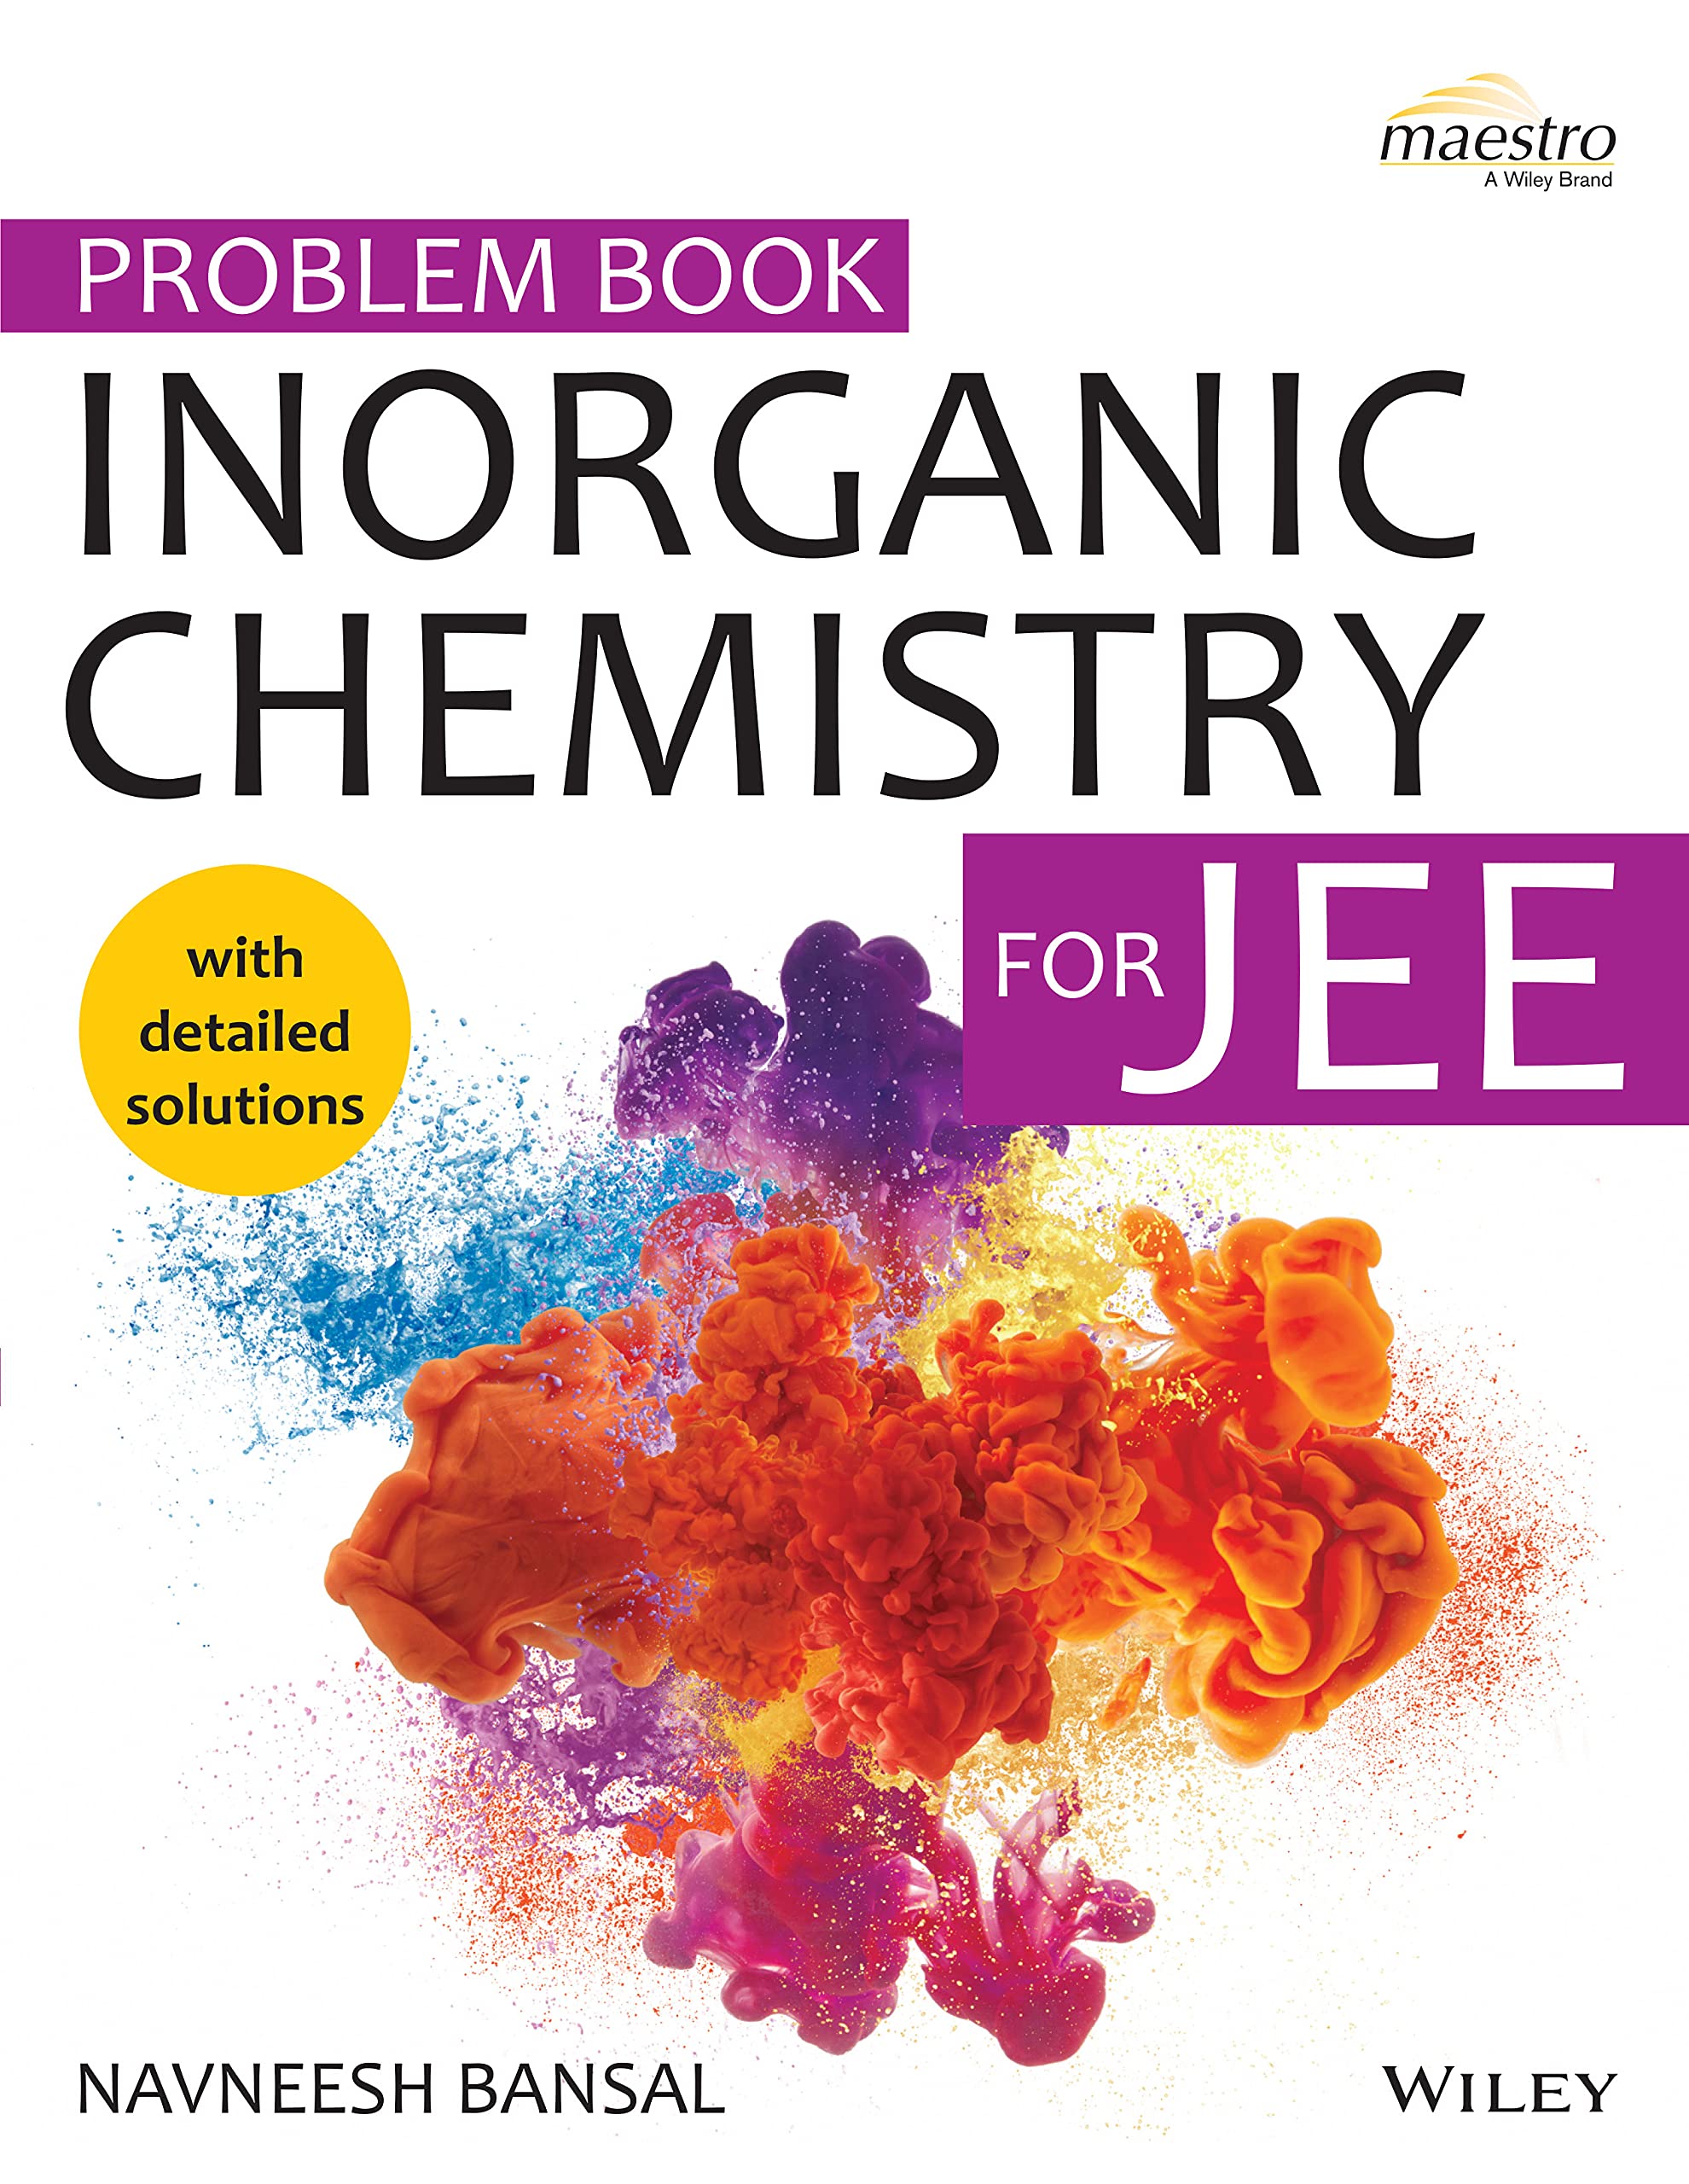 maestro
A Wiley Brand
PROBLEM BOOK
INORGANIC
CHEMISTRY
FOR JEE
with
detailed
solutions
NAVNEESH BANSAL
WILEY